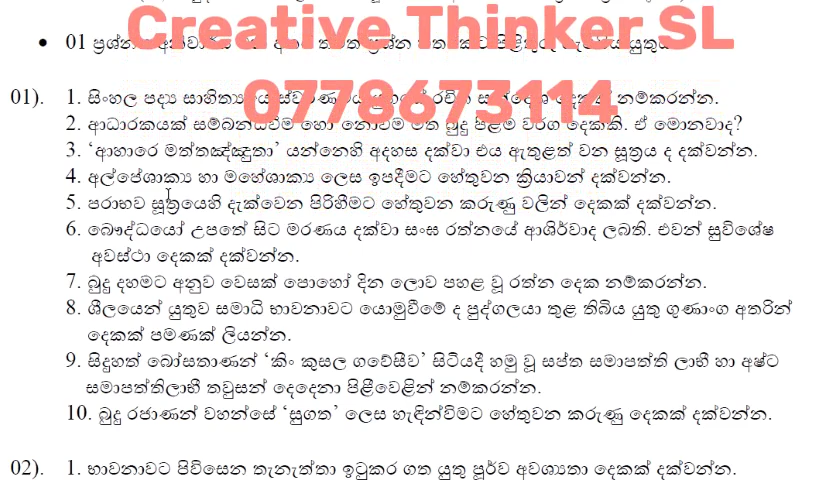 Creative Thinker SL
0778673114
• 01 යුතුය
01). 1. සිංහල පද්‍ය නම්කරන්න.
2. ආධාරකයක් සම්බන්ධවීම හෝ නොවීම මත බුදු පිළිම වර්ග දෙකකි. ඒ මොනවාද?
3. ‘ආහාරෙ මත්තඤ්ඤුතා’ යන්නෙහි අදහස දක්වා එය ඇතුළත් වන සූත්‍රය ද දක්වන්න.
4. අල්පේශාක්‍ය හා මහේශාක්‍ය ලෙස ඉපදීමට හේතුවන ක්‍රියාවන් දක්වන්න.
5. පරාභව සූත්‍රයෙහි දැක්වෙන පිරිහීමට හේතුවන කරුණු වලින් දෙකක් දක්වන්න.
6. බෞද්ධයෝ උපතේ සිට මරණය දක්වා සංඝ රත්නයේ ආශිර්වාද ලබති. එවන් සුවිශේෂ
අවස්ථා දෙකක් දක්වන්න.
7. බුදු දහමට අනුව වෙසක් පොහෝ දින ලොව පහළ වූ රත්න දෙක නම්කරන්න.
8. ශීලයෙන් යුතුව සමාධි භාවනාවට යොමුවීමේ ද පුද්ගලයා තුළ තිබිය යුතු ගුණාංග අතරින්
දෙකක් පමණක් ලියන්න.
9. සිදුහත් බෝසතාණන් ‘කිං කුසල ගවේසීව’ සිටියදී හමු වූ සප්ත සමාපත්ති ලාභී හා අෂ්ට
සමාපත්තිලාභී තවුසන් දෙදෙනා පිළිවෙළින් නම්කරන්න.
10. බුදු රජාණන් වහන්සේ ‘සුගත’ ලෙස හැඳින්වීමට හේතුවන කරුණු දෙකක් දක්වන්න.
02). 1. භාවනාවට පිවිසෙන තැනැත්තා ඉටුකර ගත යුතු පූර්ව අවශ්‍යතා දෙකක් දක්වන්න.